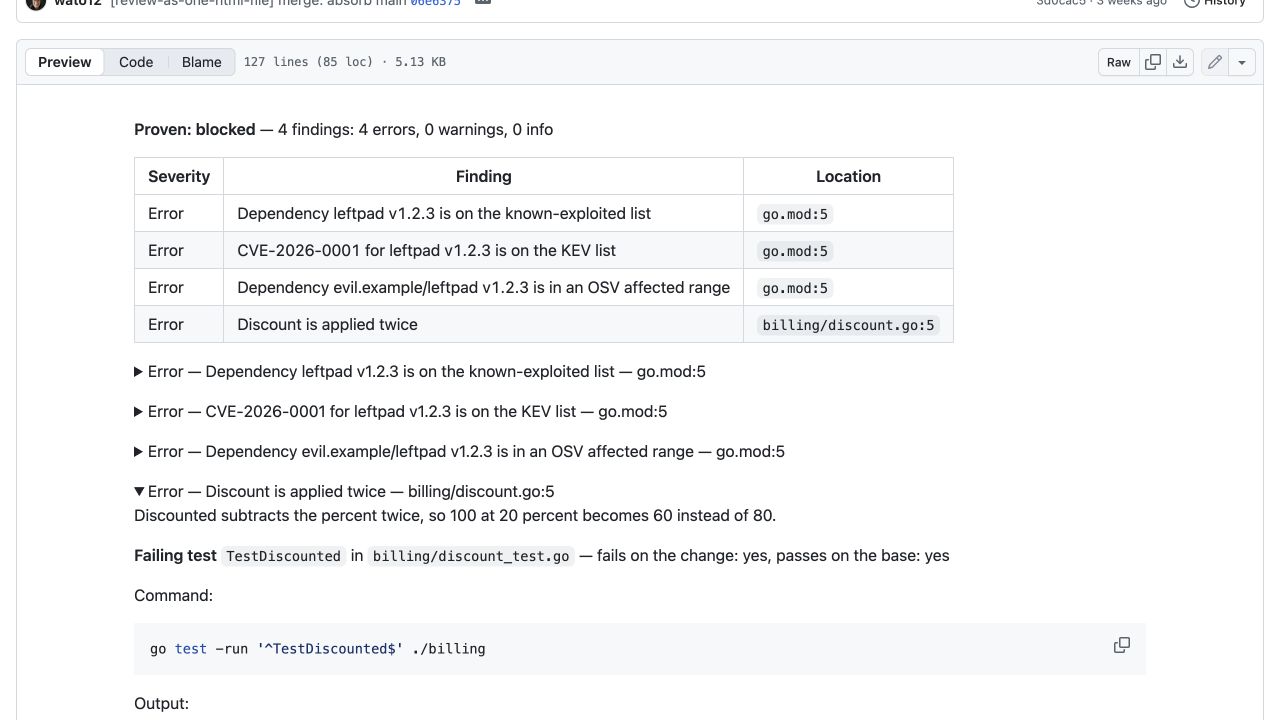 wato12 [review-as-one-html-file] merge: absorb main 06e6375
3d0cac5 · 3 weeks ago History
Preview Code Blame 127 lines (85 loc) · 5.13 KB Raw
Proven: blocked — 4 findings: 4 errors, 0 warnings, 0 info
Severity Finding Location
Error Dependency leftpad v1.2.3 is on the known-exploited list go.mod:5
Error CVE-2026-0001 for leftpad v1.2.3 is on the KEV list go.mod:5
Error Dependency evil.example/leftpad v1.2.3 is in an OSV affected range go.mod:5
Error Discount is applied twice billing/discount.go:5
Error — Dependency leftpad v1.2.3 is on the known-exploited list — go.mod:5
Error — CVE-2026-0001 for leftpad v1.2.3 is on the KEV list — go.mod:5
Error — Dependency evil.example/leftpad v1.2.3 is in an OSV affected range — go.mod:5
Error — Discount is applied twice — billing/discount.go:5
Discounted subtracts the percent twice, so 100 at 20 percent becomes 60 instead of 80.
Failing test TestDiscounted in billing/discount_test.go — fails on the change: yes, passes on the base: yes
Command:
go test -run '^TestDiscounted$' ./billing
Output: